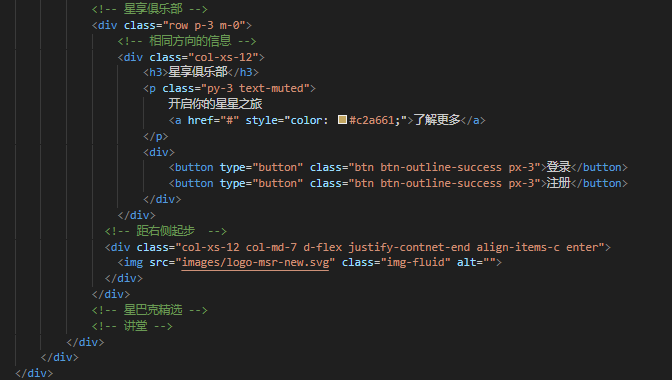 <!-- 星享俱乐部 -->
<div class="row p-3 m-0">
<!-- 相同方向的信息 -->
<div class="col-xs-12">
<h3>星享俱乐部</h3>
<p class="py-3 text-muted">
开启你的星星之旅
<a href="#" style="color: #c2a661;">了解更多</a>
</p>
<div>
<button type="button" class="btn btn-outline-success px-3">登录</button>
<button type="button" class="btn btn-outline-success px-3">注册</button>
</div>
</div>
<!-- 距右侧起步  -->
<div class="col-xs-12 col-md-7 d-flex justify-contnet-end align-items-c enter">
<img src="images/logo-msr-new.svg" class="img-fluid" alt="">
</div>
</div>
<!-- 星巴克精选 -->
<!-- 讲堂 -->
</div>
</div>
</div>